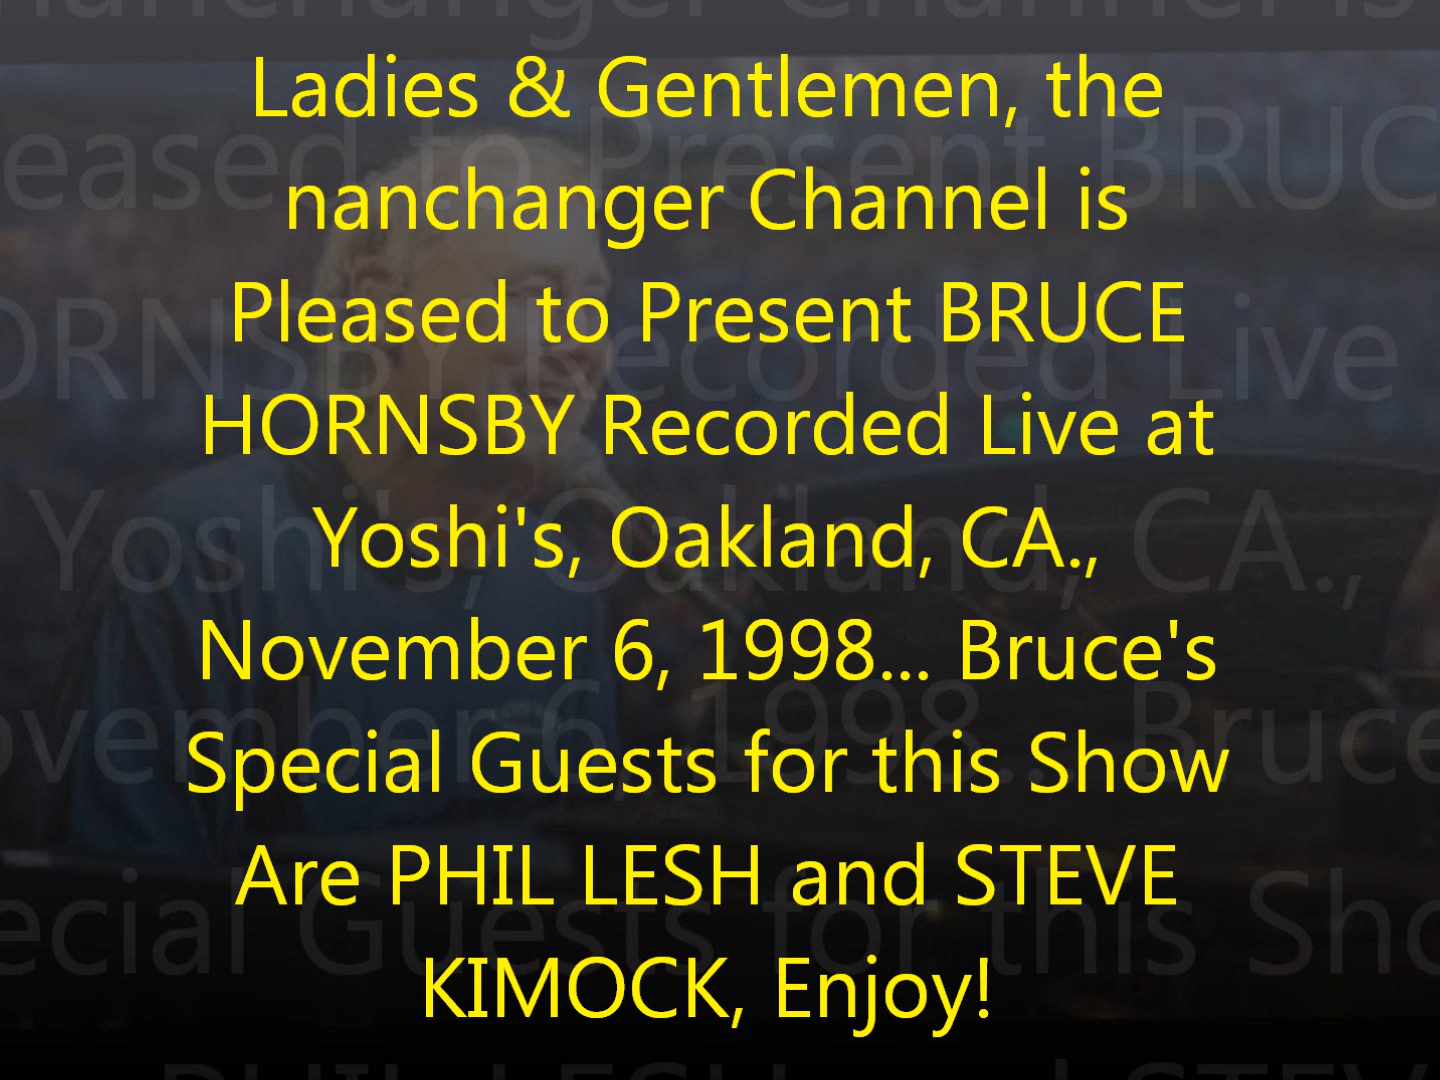 Ladies & Gentlemen, the
nanchanger Channel is
Pleased to Present BRUCE
HORNSBY Recorded Live at
Yoshi's, Oakland, CA.,
November 6, 1998... Bruce's
Special Guests for this Show
Are PHIL LESH and STEVE
KIMOCK, Enjoy!